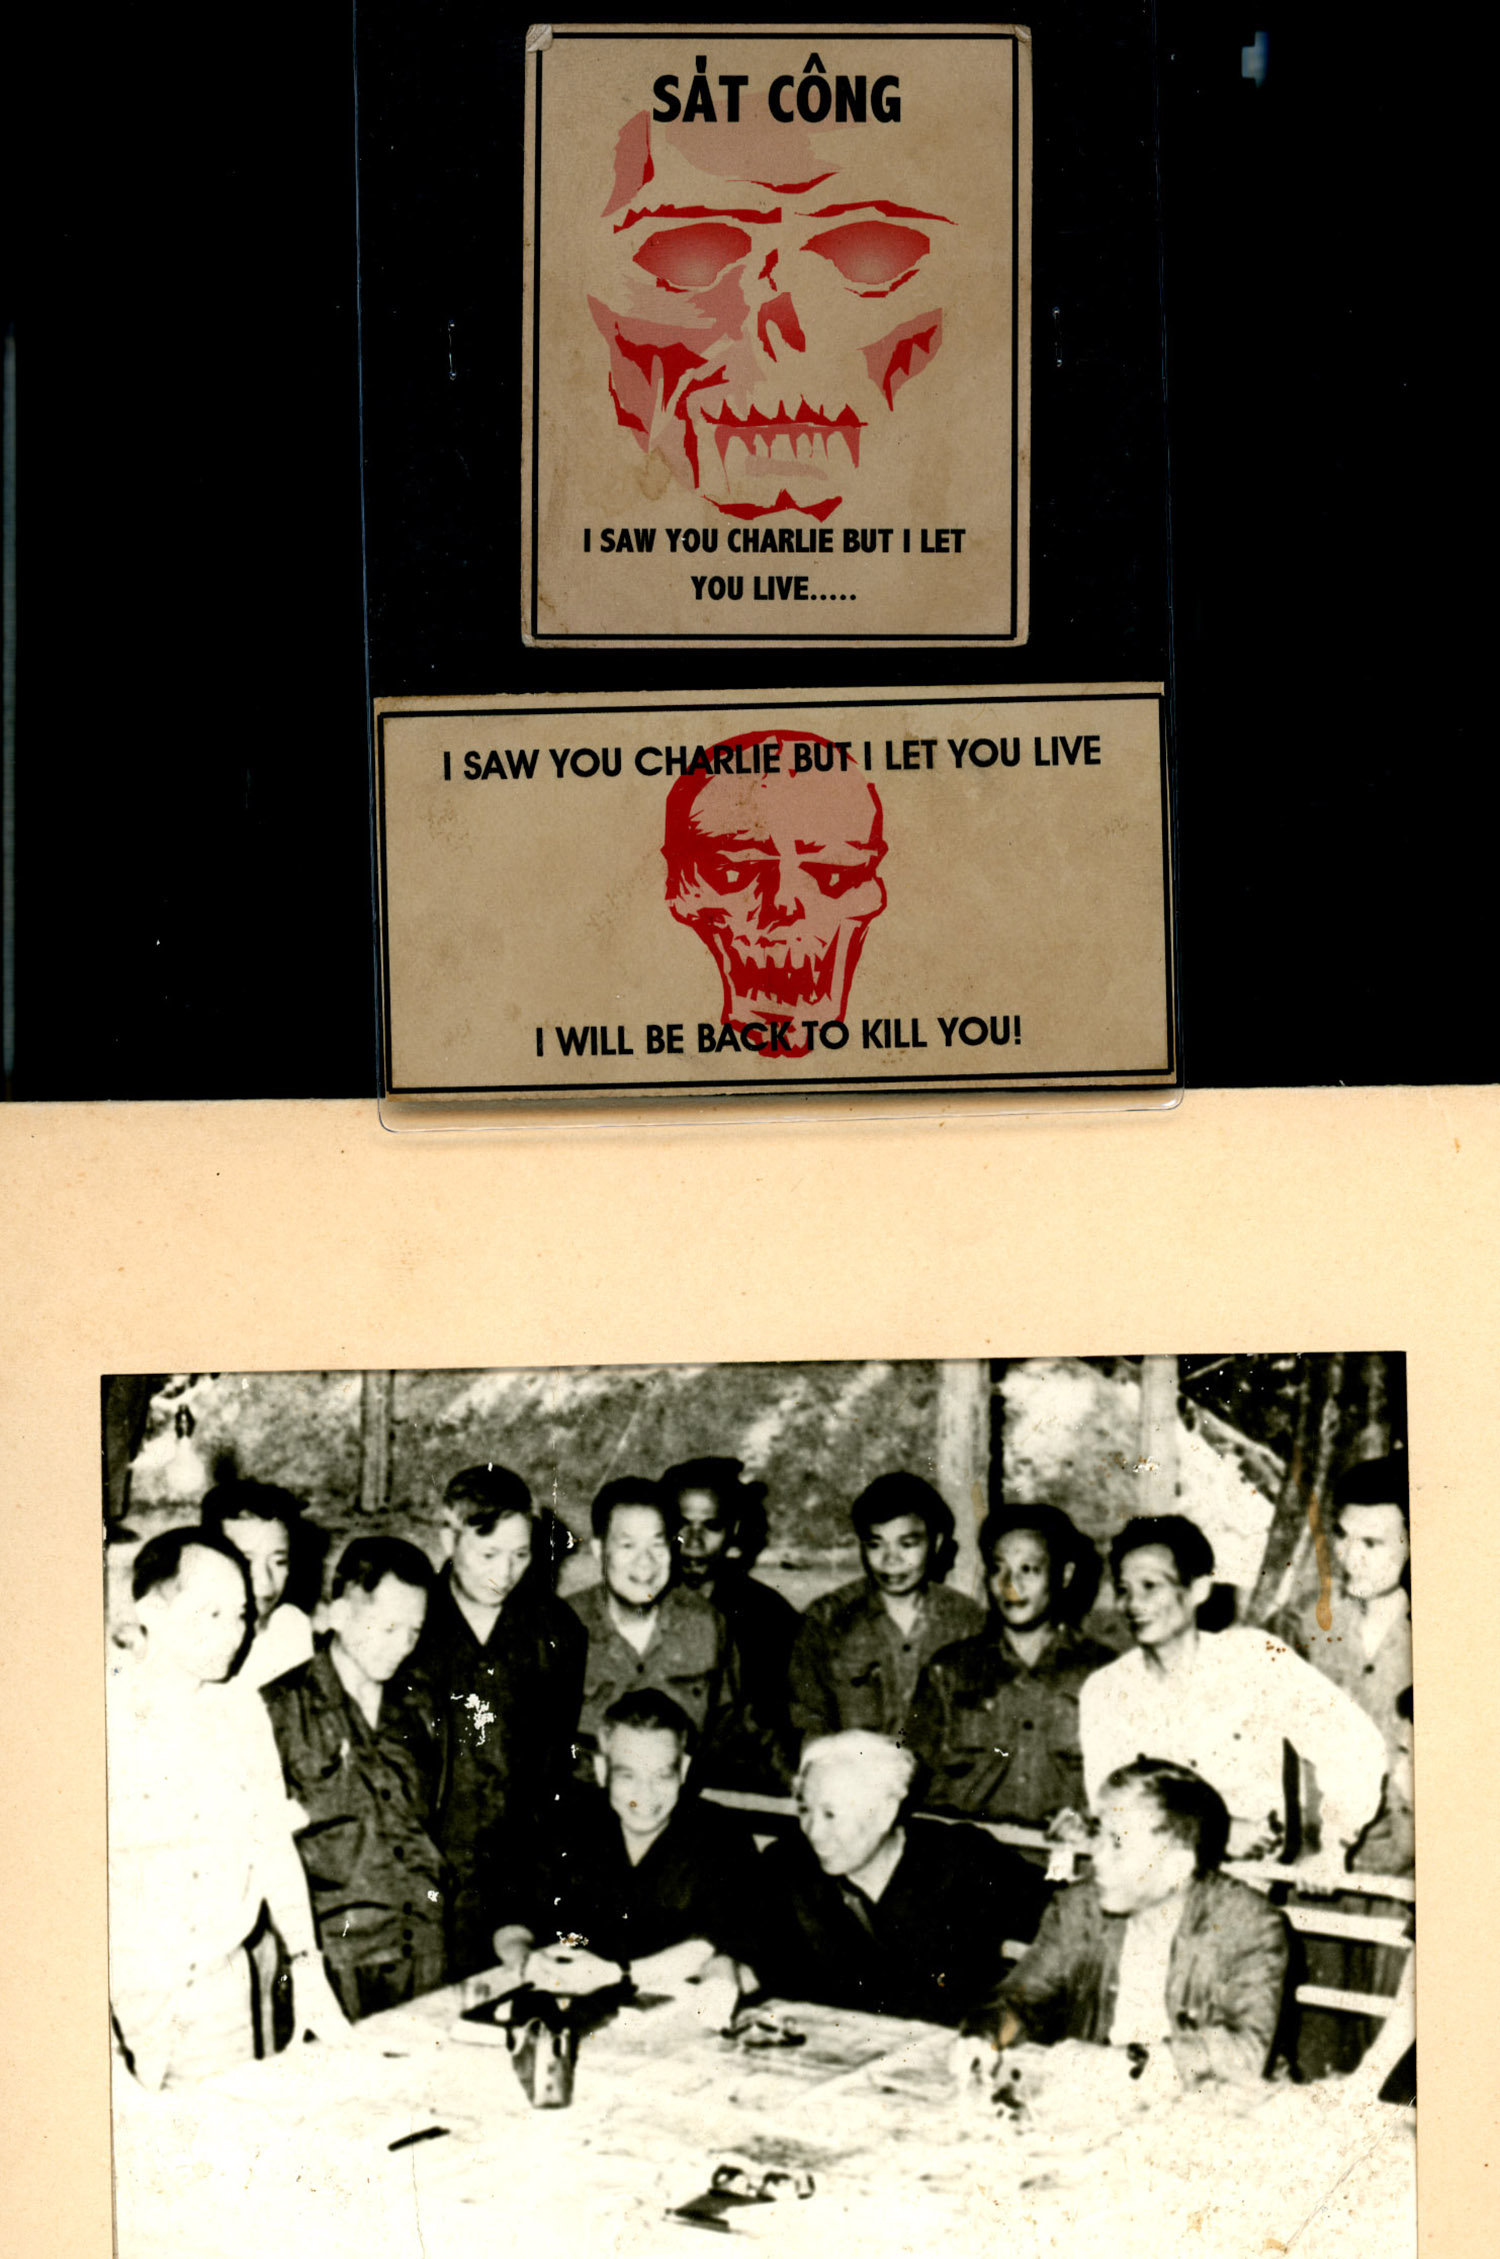 SÁT CÔNG
I SAW YOU CHARLIE BUT I LET
YOU LIVE.....
I SAW YOU CHARLIE BUT I LET YOU LIVE
I WILL BE BACK TO KILL YOU!